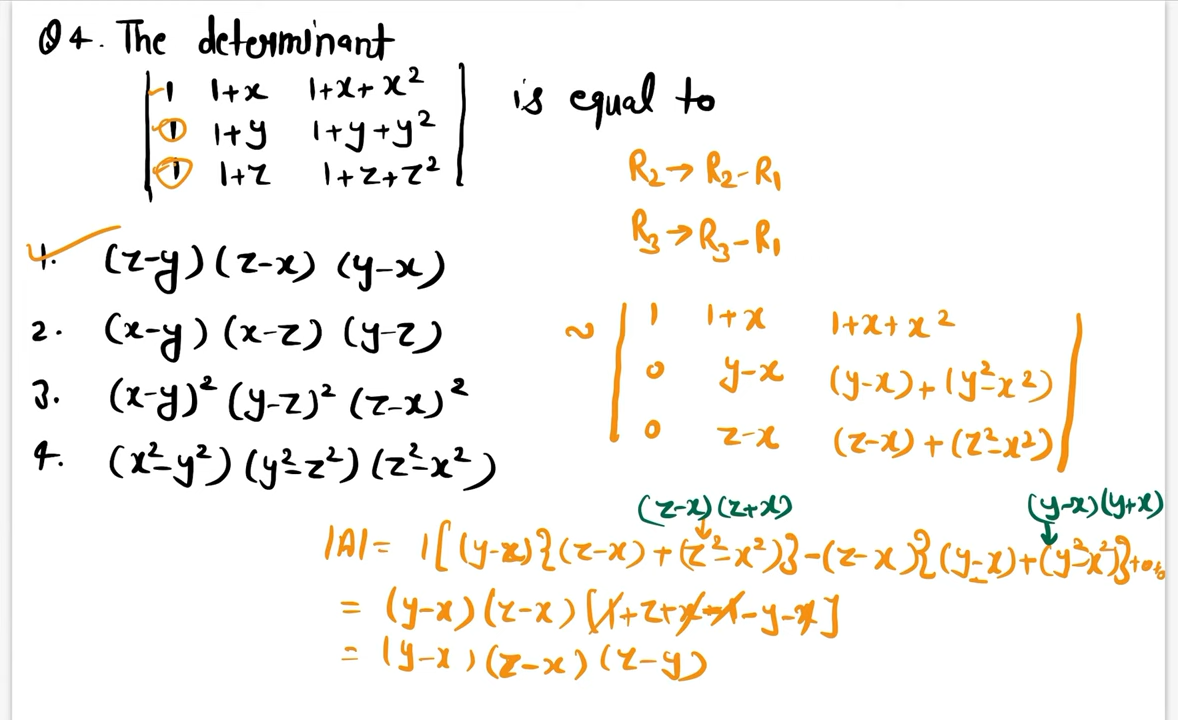 Q4. The determinant
| 1 1+x 1+x+x² |
| 1 1+y 1+y+y² | is equal to
| 1 1+z 1+z+z² |
R₂→R₂-R₁
R₃→R₃-R₁
1. (z-y)(z-x) (y-x)
2. (x-y) (x-z) (y-z)
3. (x-y)² (y-z)² (z-x)²
4. (x²-y²)(y²-z²)(z²-x²)
~ | 1 1+x 1+x+x² |
| 0 y-x (y-x)+(y²-x²) |
| 0 z-x (z-x)+(z²-x²) |
(z-x)(z+x) (y-x)(y+x)
|A| = 1[(y-x){(z-x)+(z²-x²)}-(z-x){(y-x)+(y²-x²)}+0+0
= (y-x)(z-x)[1+z+x-1-y-x]
= (y-x)(z-x)(z-y)